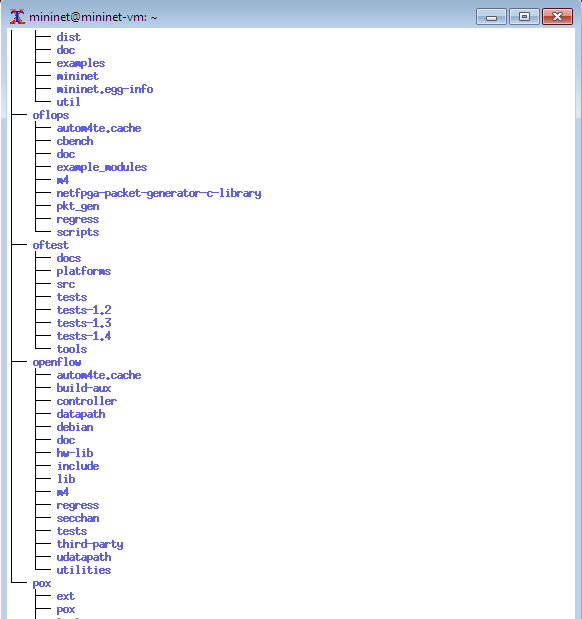 mininet@mininet-vm: ~
dist
doc
examples
mininet
mininet.egg-info
util
oflops
autom4te.cache
cbench
doc
example_modules
m4
netfpga-packet-generator-c-library
pkt_gen
regress
scripts
oftest
docs
platforms
src
tests
tests-1.2
tests-1.3
tests-1.4
tools
openflow
autom4te.cache
build-aux
controller
datapath
debian
doc
hw-lib
include
lib
m4
regress
secchan
tests
third-party
udatapath
utilities
pox
ext
pox